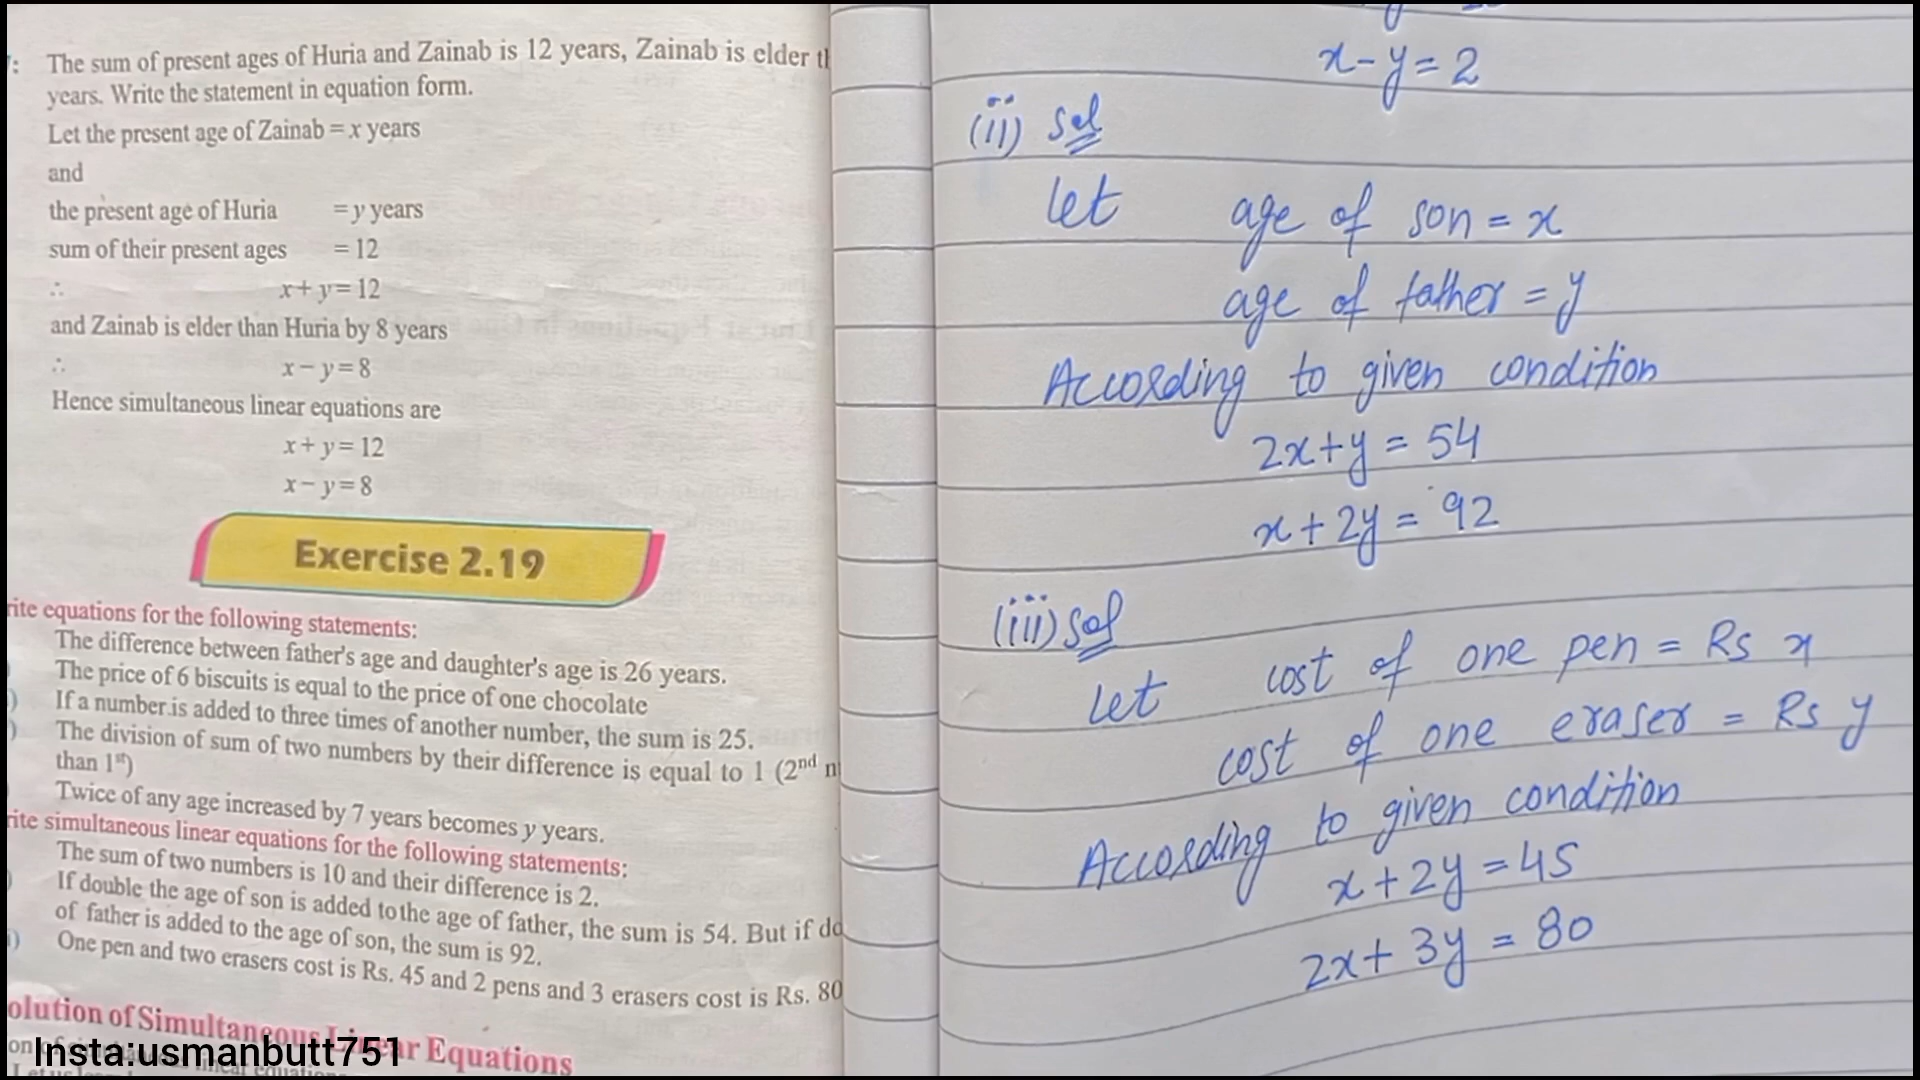 : The sum of present ages of Huria and Zainab is 12 years, Zainab is elder
years. Write the statement in equation form.
Let the present age of Zainab = x years
and
the present age of Huria = y years
sum of their present ages = 12
∴ x + y = 12
and Zainab is elder than Huria by 8 years
∴ x − y = 8
Hence simultaneous linear equations are
x + y = 12
x − y = 8
Exercise 2.19
rite equations for the following statements:
The difference between father's age and daughter's age is 26 years.
The price of 6 biscuits is equal to the price of one chocolate
) If a number is added to three times of another number, the sum is 25.
) The division of sum of two numbers by their difference is equal to 1 (2nd
than 1st)
Twice of any age increased by 7 years becomes y years.
rite simultaneous linear equations for the following statements:
The sum of two numbers is 10 and their difference is 2.
) If double the age of son is added to the age of father, the sum is 54. But if do
of father is added to the age of son, the sum is 92.
i) One pen and two erasers cost is Rs. 45 and 2 pens and 3 erasers cost is Rs. 80
olution of Simultaneous Linear Equations
Insta:usmanbutt751
x - y = 2
(ii) Sol
Let age of son = x
age of father = y
According to given condition
2x + y = 54
x + 2y = 92
(iii) Sol
Let cost of one pen = Rs x
cost of one eraser = Rs y
According to given condition
x + 2y = 45
2x + 3y = 80